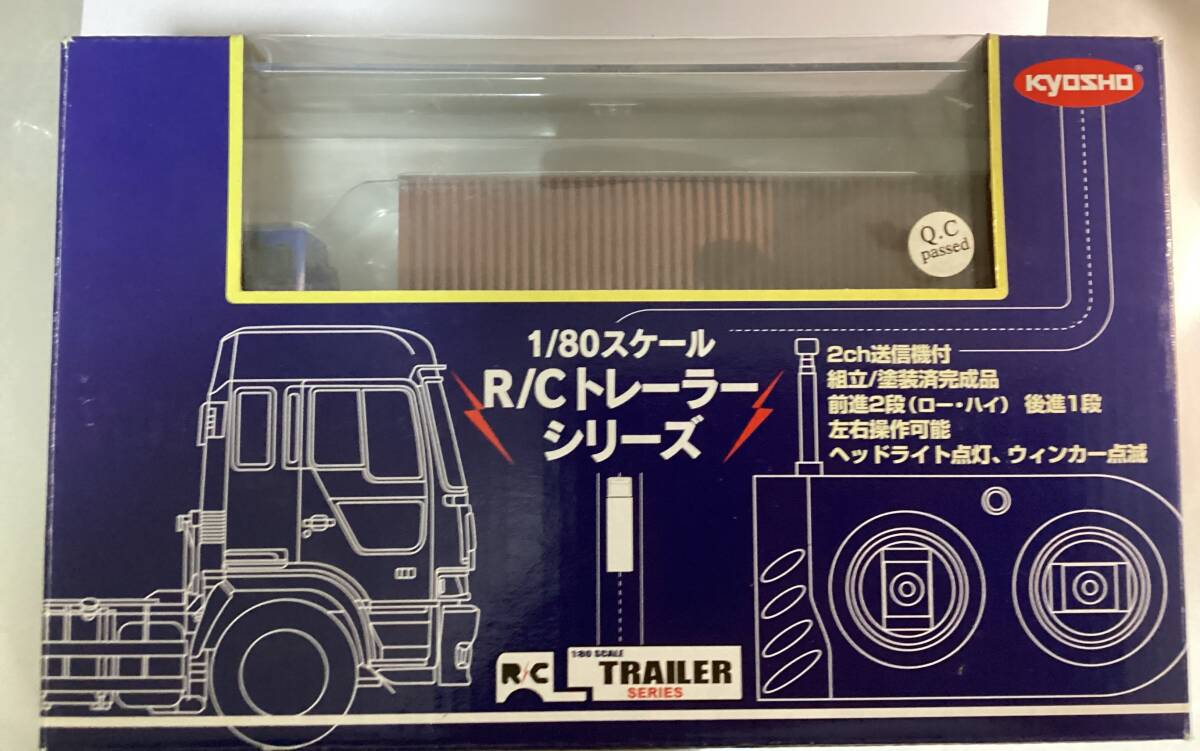 KYOSHO®
Q.C
passed
1/80スケール
R/Cトレーラー
シリーズ
2ch送信機付
組立/塗装済完成品
前進2段(ロー・ハイ) 後進1段
左右操作可能
ヘッドライト点灯、ウィンカー点滅
R/C
1:80 SCALE
TRAILER
SERIES